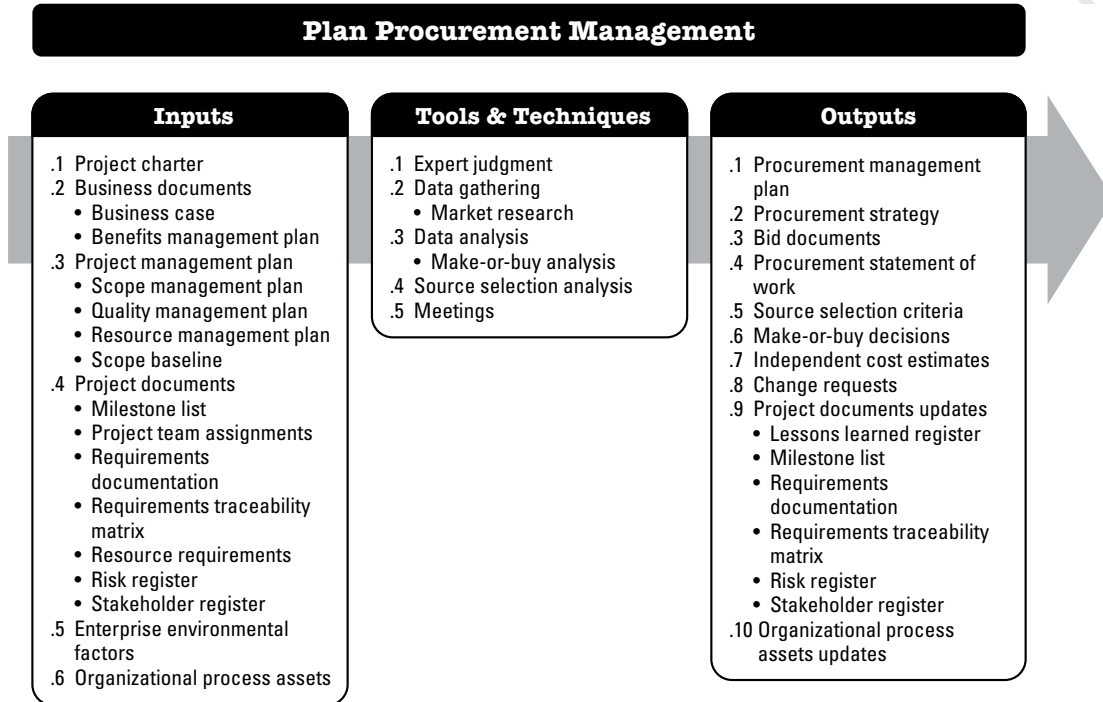 Plan Procurement Management
Inputs
.1 Project charter
.2 Business documents
• Business case
• Benefits management plan
.3 Project management plan
• Scope management plan
• Quality management plan
• Resource management plan
• Scope baseline
.4 Project documents
• Milestone list
• Project team assignments
• Requirements
documentation
• Requirements traceability
matrix
• Resource requirements
• Risk register
• Stakeholder register
.5 Enterprise environmental
factors
.6 Organizational process assets
Tools & Techniques
.1 Expert judgment
.2 Data gathering
• Market research
.3 Data analysis
• Make-or-buy analysis
.4 Source selection analysis
.5 Meetings
Outputs
.1 Procurement management
plan
.2 Procurement strategy
.3 Bid documents
.4 Procurement statement of
work
.5 Source selection criteria
.6 Make-or-buy decisions
.7 Independent cost estimates
.8 Change requests
.9 Project documents updates
• Lessons learned register
• Milestone list
• Requirements
documentation
• Requirements traceability
matrix
• Risk register
• Stakeholder register
.10 Organizational process
assets updates